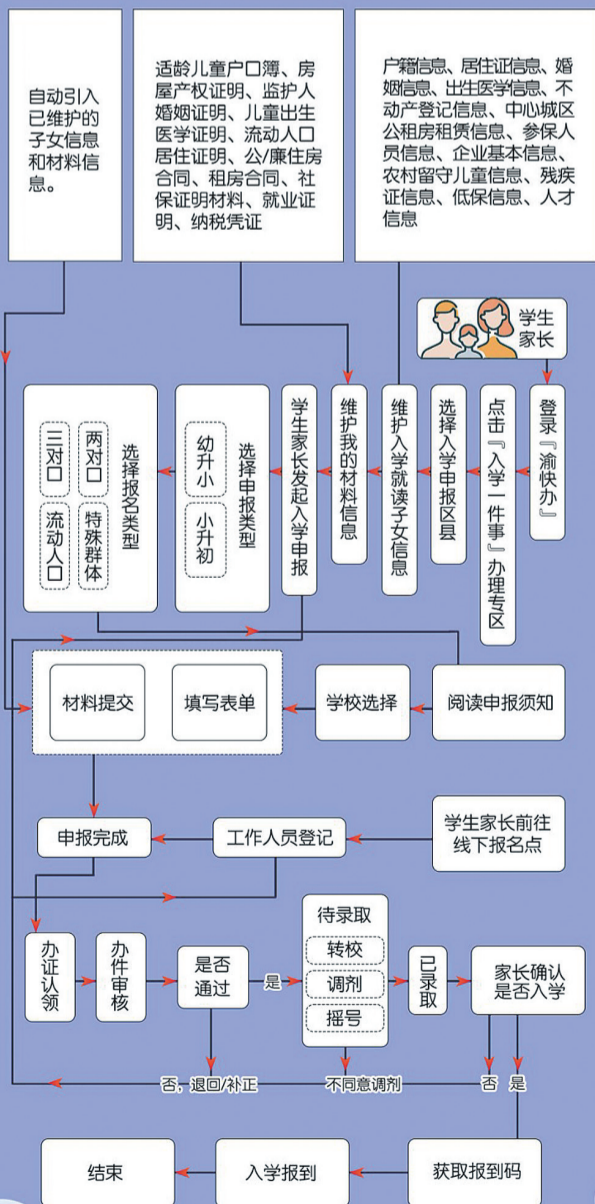 自动引入
已维护的
子女信息
和材料信
息。
适龄儿童户口簿、房
屋产权证明、监护人
婚姻证明、儿童出生
医学证明、流动人口
居住证明、公/廉住房
合同、租房合同、社
保证明材料、就业证
明、纳税凭证
户籍信息、居住证信息、婚
姻信息、出生医学信息、不
动产登记信息、中心城区
公租房租赁信息、参保人
员信息、企业基本信息、
农村留守儿童信息、残疾
证信息、低保信息、人才
信息
学生
家长
登录『渝快办』
点击『入学一件事』办理专区
选择入学申报区县
维护入学就读子女信息
维护我的材料信息
学生家长发起入学申报
选择申报类型
幼升小
小升初
选择报名类型
两对口
三对口
特殊群体
流动人口
阅读申报须知
学校选择
填写表单
材料提交
学生家长前往
线下报名点
工作人员登记
申报完成
办证认领
办件审核
是否
通过
是
待录取
转校
调剂
摇号
已录取
家长确认
是否入学
否，退回/补正
不同意调剂
否
是
获取报到码
入学报到
结束